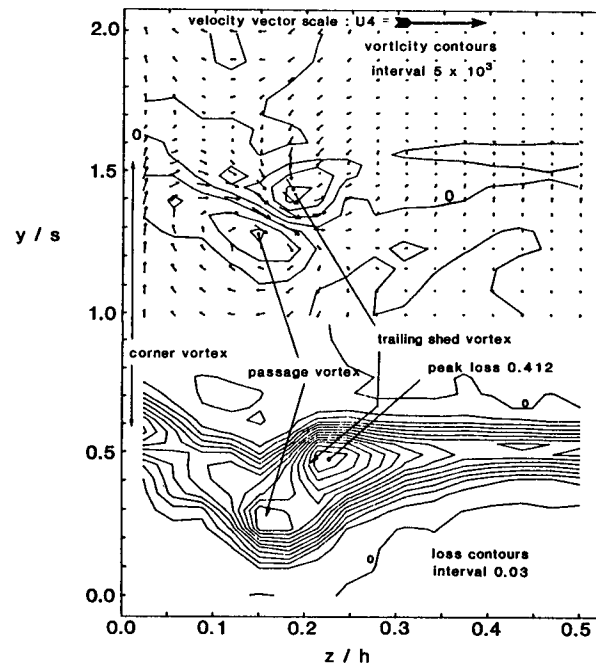 velocity vector scale : U4 =
vorticity contours
interval 5 x 10³
2.0
0
1.5
0
y / s
1.0
corner vortex
trailing shed vortex
peak loss 0.412
passage vortex
0
0.5
0
loss contours
interval 0.03
0.0
0.0 0.1 0.2 0.3 0.4 0.5
z / h